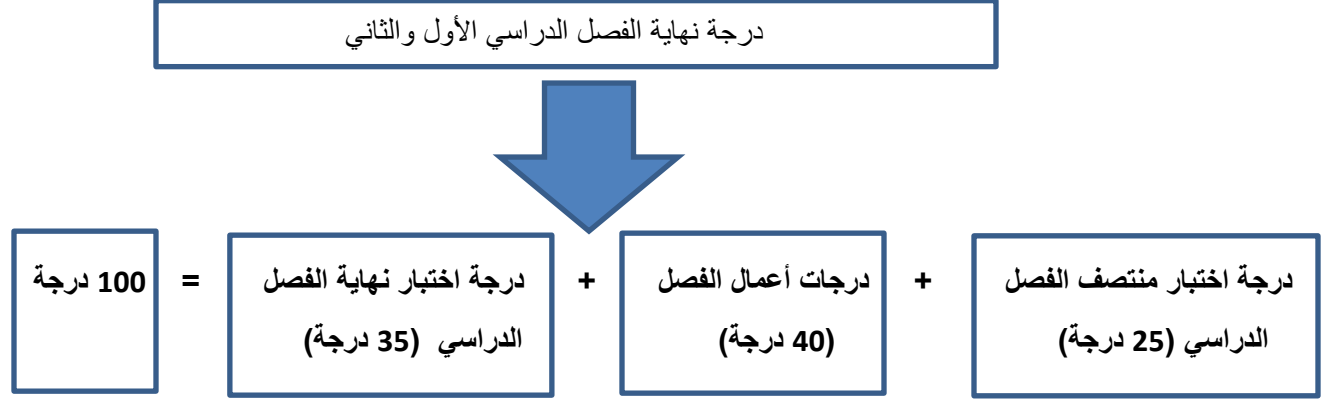 درجة نهاية الفصل الدراسي الأول والثاني
درجة اختبار منتصف الفصل
الدراسي (25 درجة)
+
درجات أعمال الفصل
(40 درجة)
+
درجة اختبار نهاية الفصل
الدراسي (35 درجة)
=
100 درجة